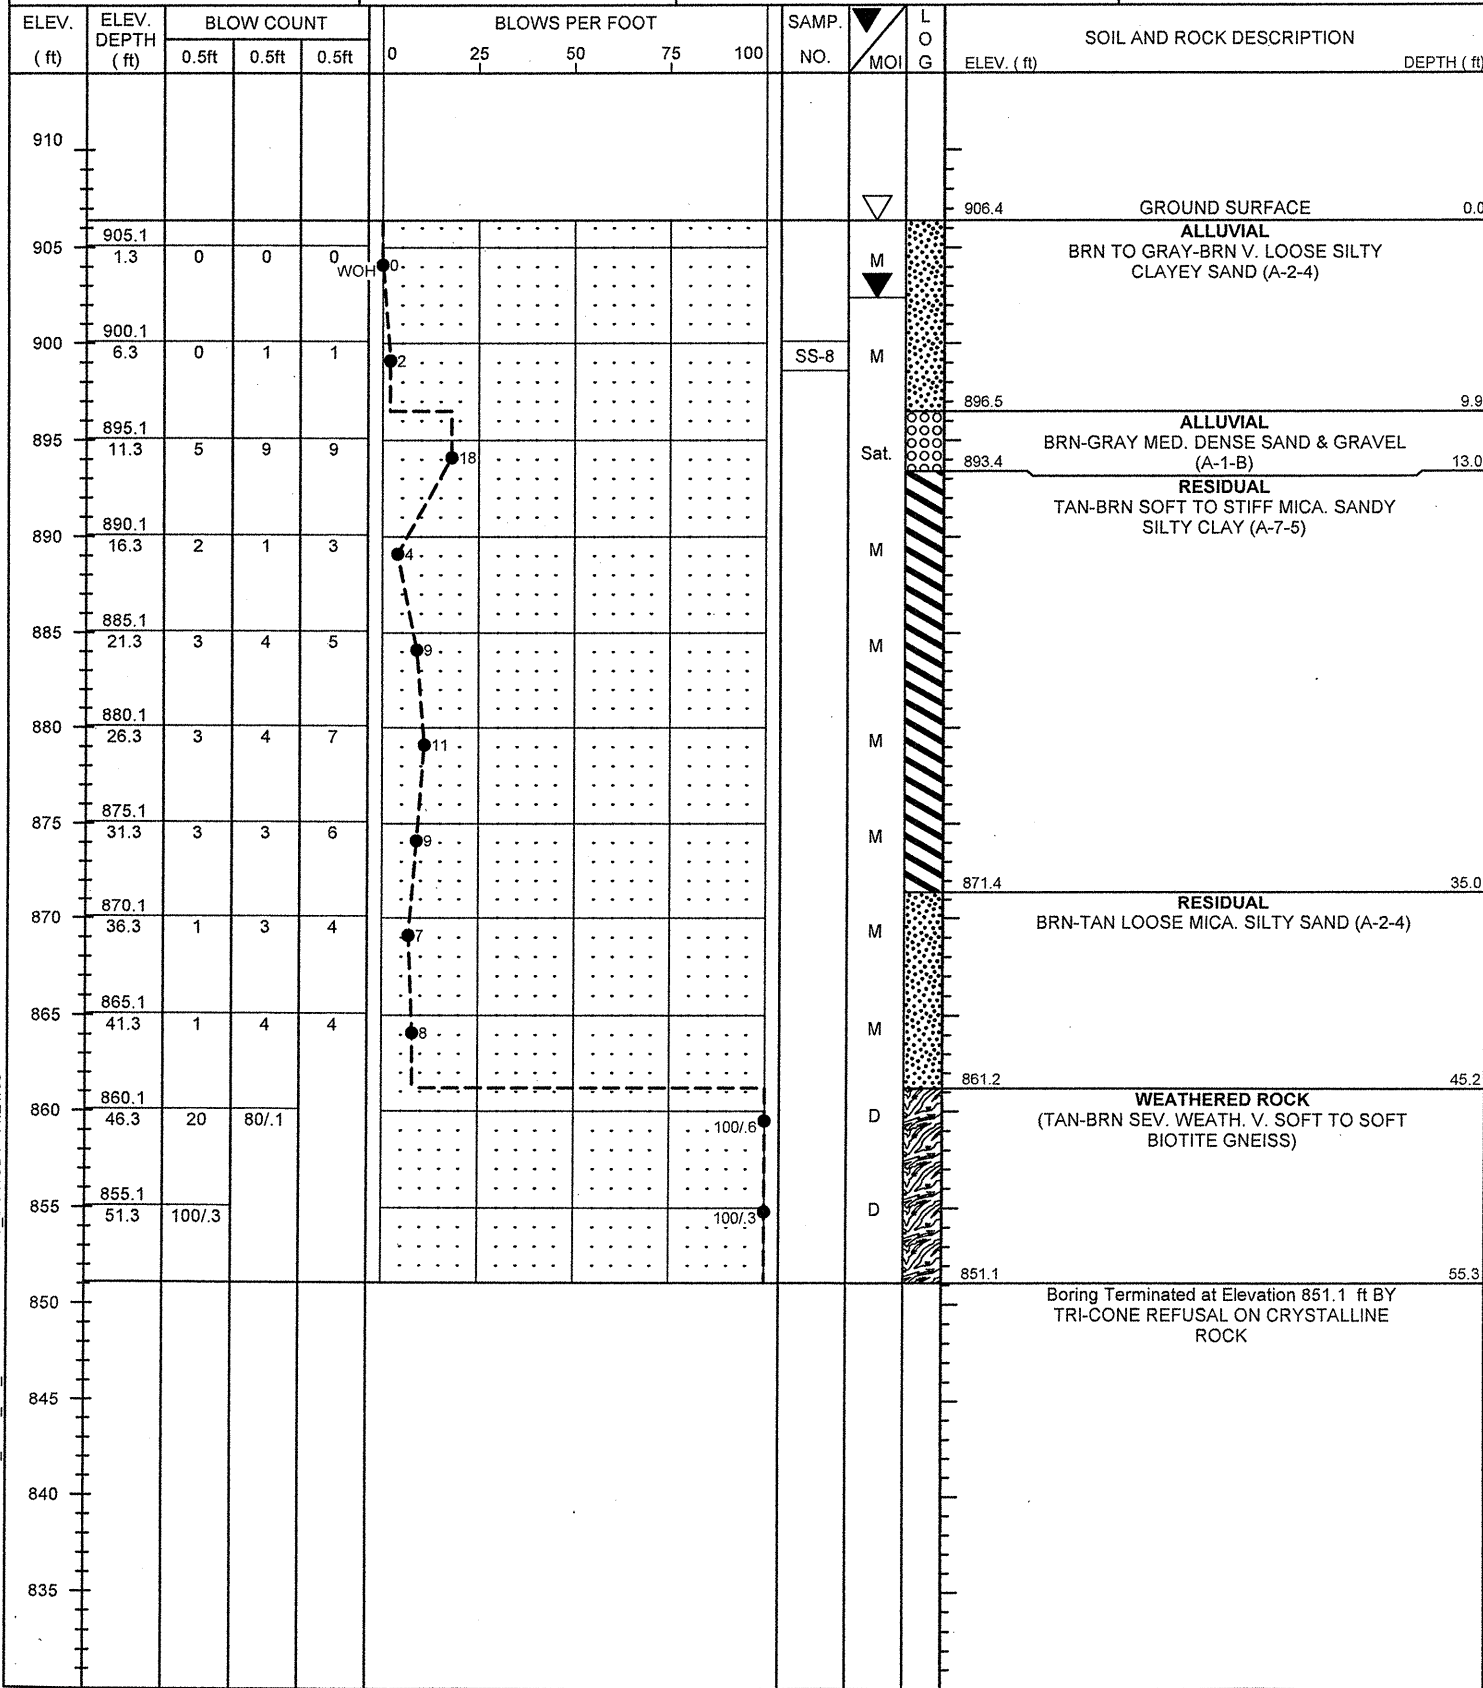 ELEV. ELEV. BLOW COUNT BLOWS PER FOOT SAMP. L
DEPTH O SOIL AND ROCK DESCRIPTION
( ft) ( ft) 0.5ft 0.5ft 0.5ft 0 25 50 75 100 NO. MOI G ELEV. ( ft) DEPTH ( ft)
910
906.4 GROUND SURFACE 0.0
905.1 ALLUVIAL
905 1.3 0 0 0 WOH 0 M BRN TO GRAY-BRN V. LOOSE SILTY
CLAYEY SAND (A-2-4)
900.1
900 6.3 0 1 1 2 SS-8 M
896.5 9.9
895.1 ALLUVIAL
895 11.3 5 9 9 18 Sat. BRN-GRAY MED. DENSE SAND & GRAVEL
893.4 (A-1-B) 13.0
RESIDUAL
890.1 TAN-BRN SOFT TO STIFF MICA. SANDY
SILTY CLAY (A-7-5)
890 16.3 2 1 3 4 M
885.1
885 21.3 3 4 5 9 M
880.1
880 26.3 3 4 7 11 M
875.1
875 31.3 3 3 6 9 M
871.4 35.0
870.1 RESIDUAL
870 36.3 1 3 4 7 M BRN-TAN LOOSE MICA. SILTY SAND (A-2-4)
865.1
865 41.3 1 4 4 8 M
861.2 45.2
860.1 WEATHERED ROCK
860 46.3 20 80/.1 100/.6 D (TAN-BRN SEV. WEATH. V. SOFT TO SOFT
BIOTITE GNEISS)
855.1
855 51.3 100/.3 100/.3 D
851.1 55.3
850 Boring Terminated at Elevation 851.1 ft BY
TRI-CONE REFUSAL ON CRYSTALLINE
ROCK
845
840
835